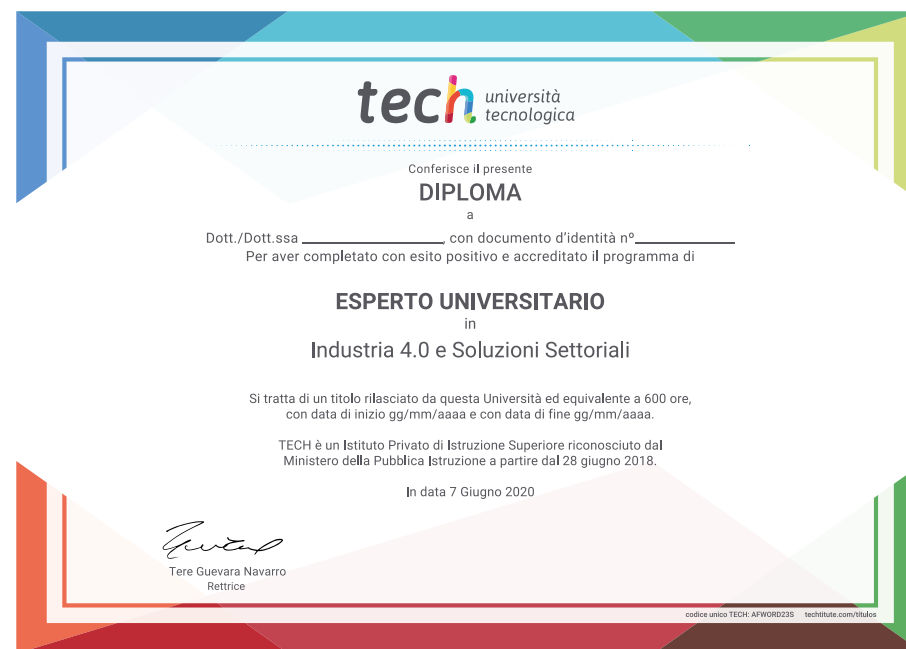 tech università
tecnologica
Conferisce il presente
DIPLOMA
a
Dott./Dott.ssa ________________, con documento d'identità nº____________
Per aver completato con esito positivo e accreditato il programma di
ESPERTO UNIVERSITARIO
in
Industria 4.0 e Soluzioni Settoriali
Si tratta di un titolo rilasciato da questa Università ed equivalente a 600 ore,
con data di inizio gg/mm/aaaa e con data di fine gg/mm/aaaa.
TECH è un Istituto Privato di Istruzione Superiore riconosciuto dal
Ministero della Pubblica Istruzione a partire dal 28 giugno 2018.
In data 7 Giugno 2020
Tere Guevara Navarro
Rettrice
codice unico TECH: AFWORD23S techtitute.com/titulos